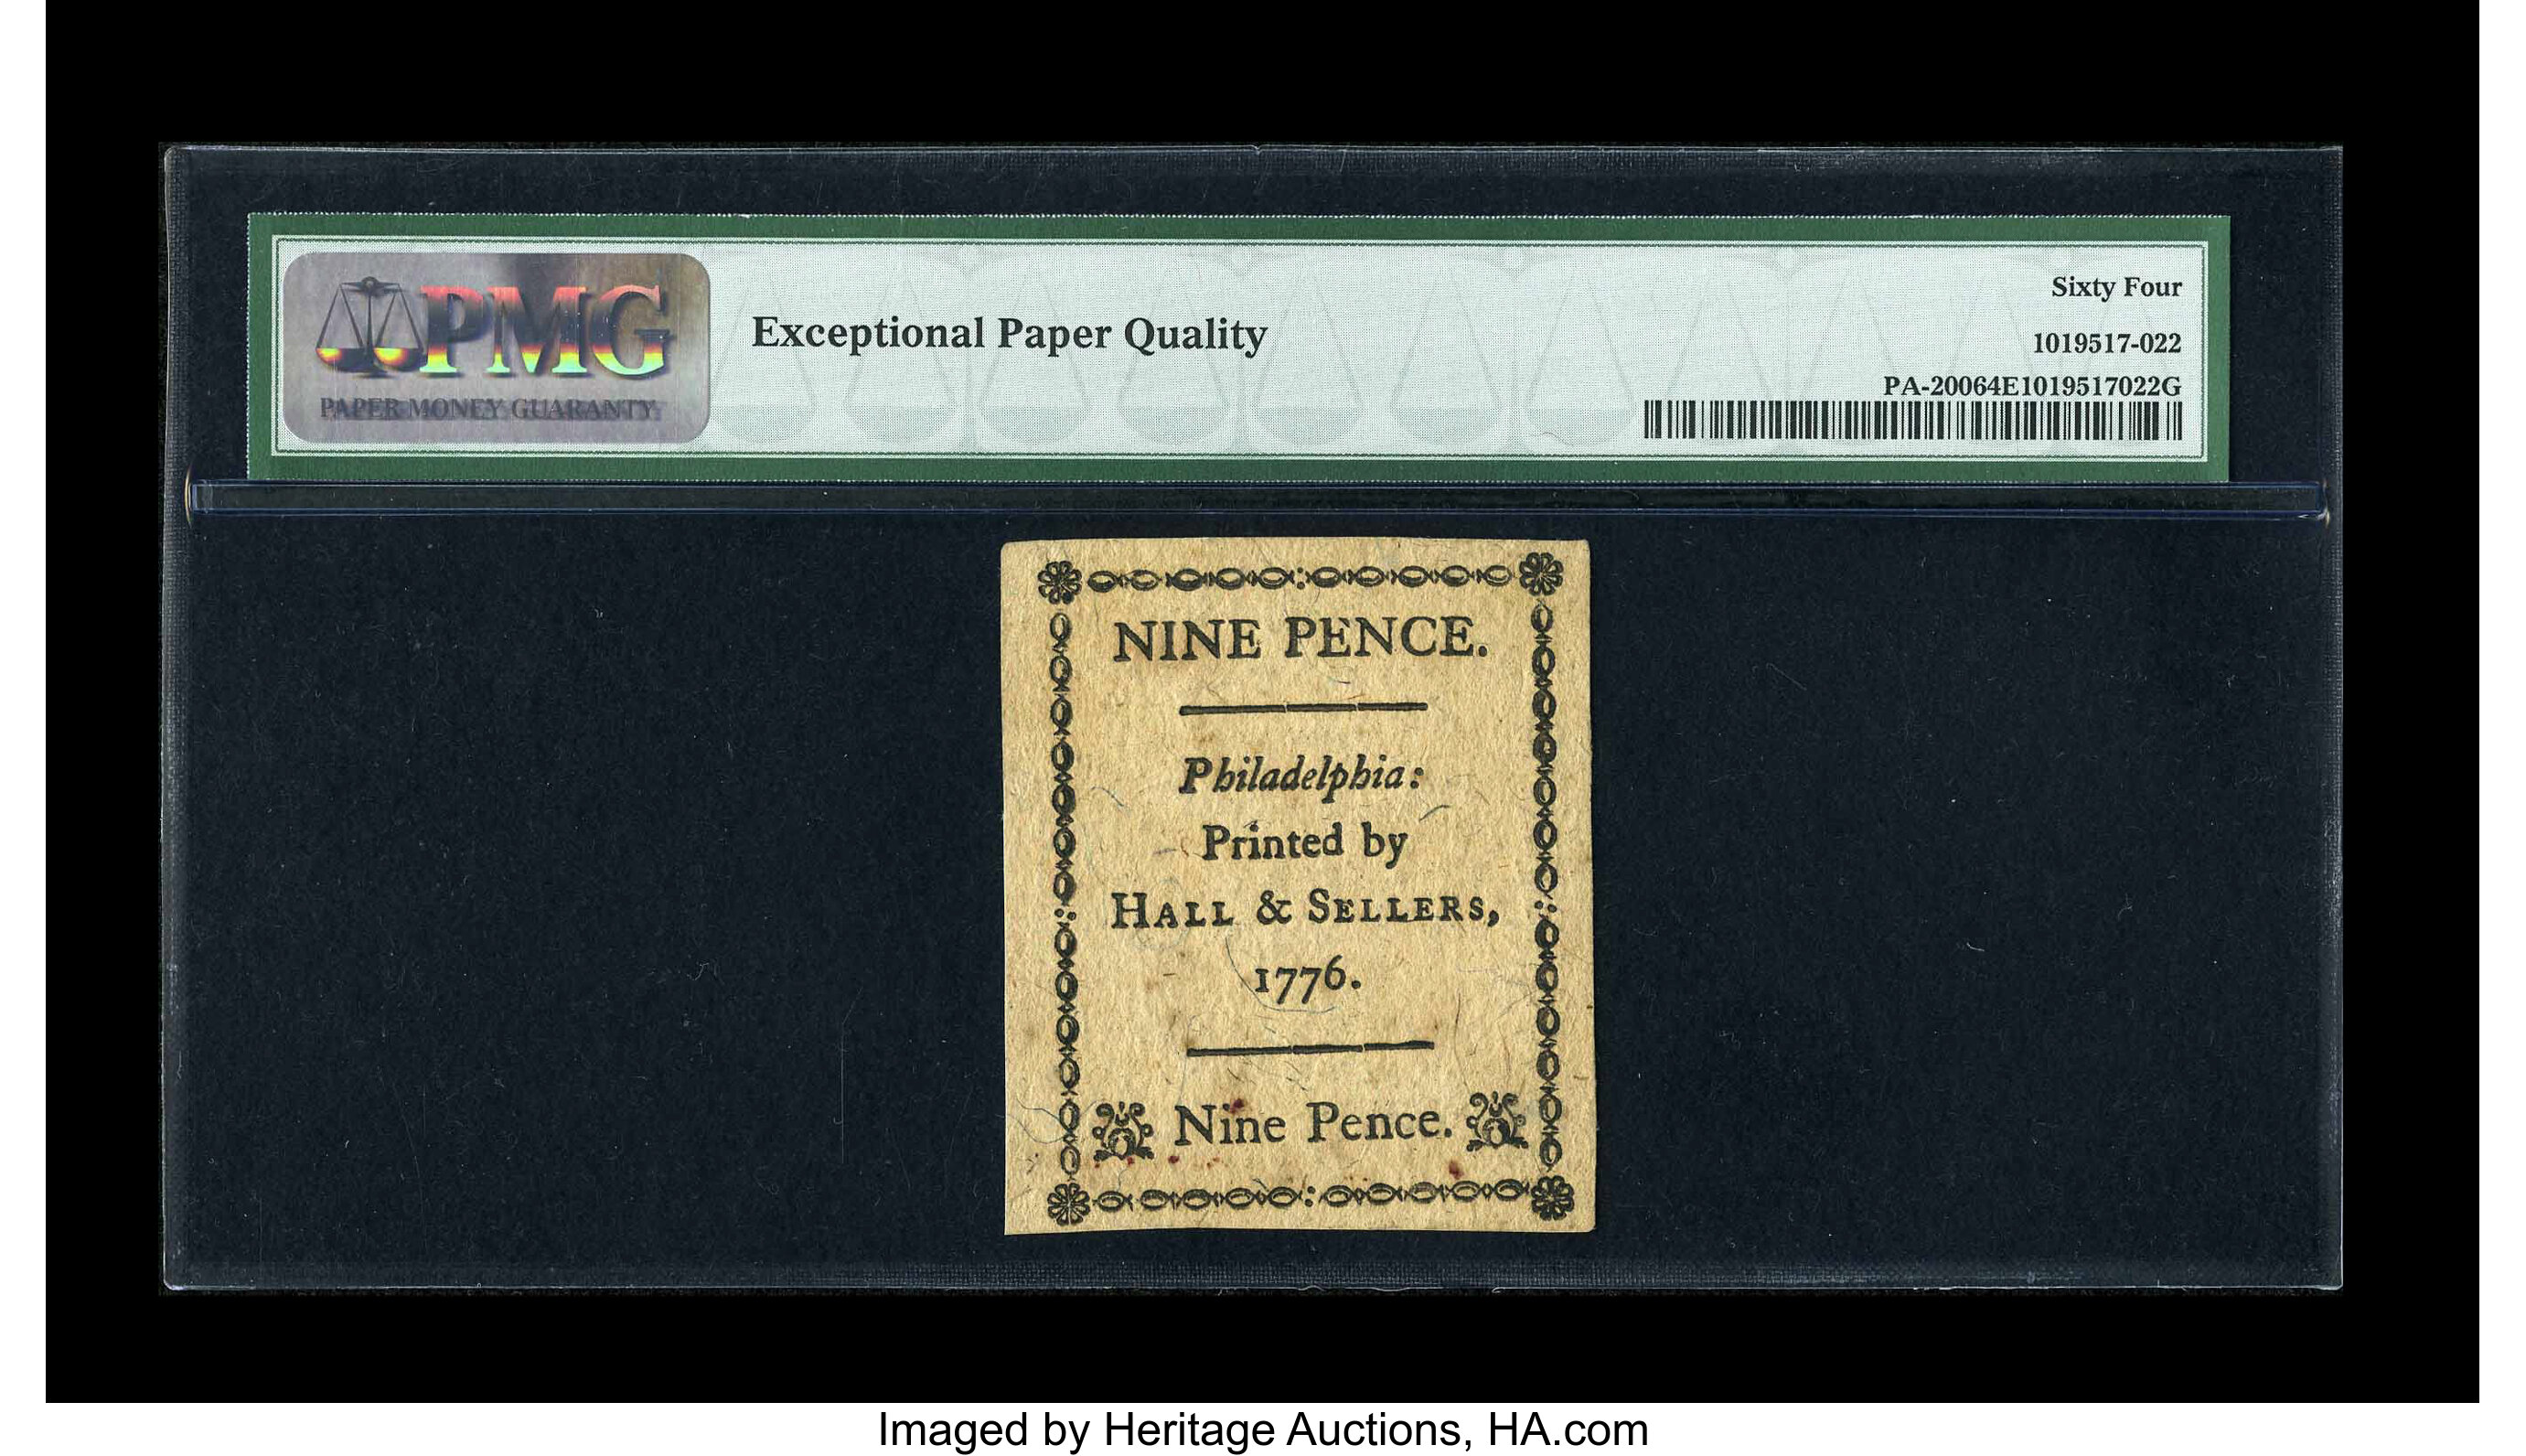 PMG
PAPER MONEY GUARANTY
Exceptional Paper Quality
Sixty Four
1019517-022
PA-20064E1019517022G
NINE PENCE.
Philadelphia:
Printed by
HALL & SELLERS,
1776.
Nine Pence.
Imaged by Heritage Auctions, HA.com